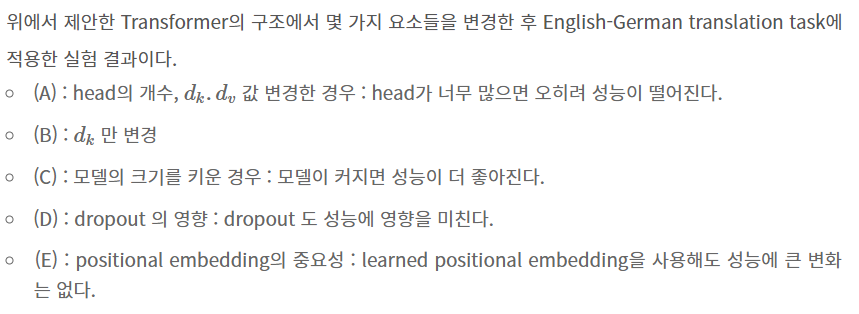 위에서 제안한 Transformer의 구조에서 몇 가지 요소들을 변경한 후 English-German translation task에
적용한 실험 결과이다.
(A) : head의 개수, d_k. d_v 값 변경한 경우 : head가 너무 많으면 오히려 성능이 떨어진다.
(B) : d_k 만 변경
(C) : 모델의 크기를 키운 경우 : 모델이 커지면 성능이 더 좋아진다.
(D) : dropout 의 영향 : dropout 도 성능에 영향을 미친다.
(E) : positional embedding의 중요성 : learned positional embedding을 사용해도 성능에 큰 변화
는 없다.